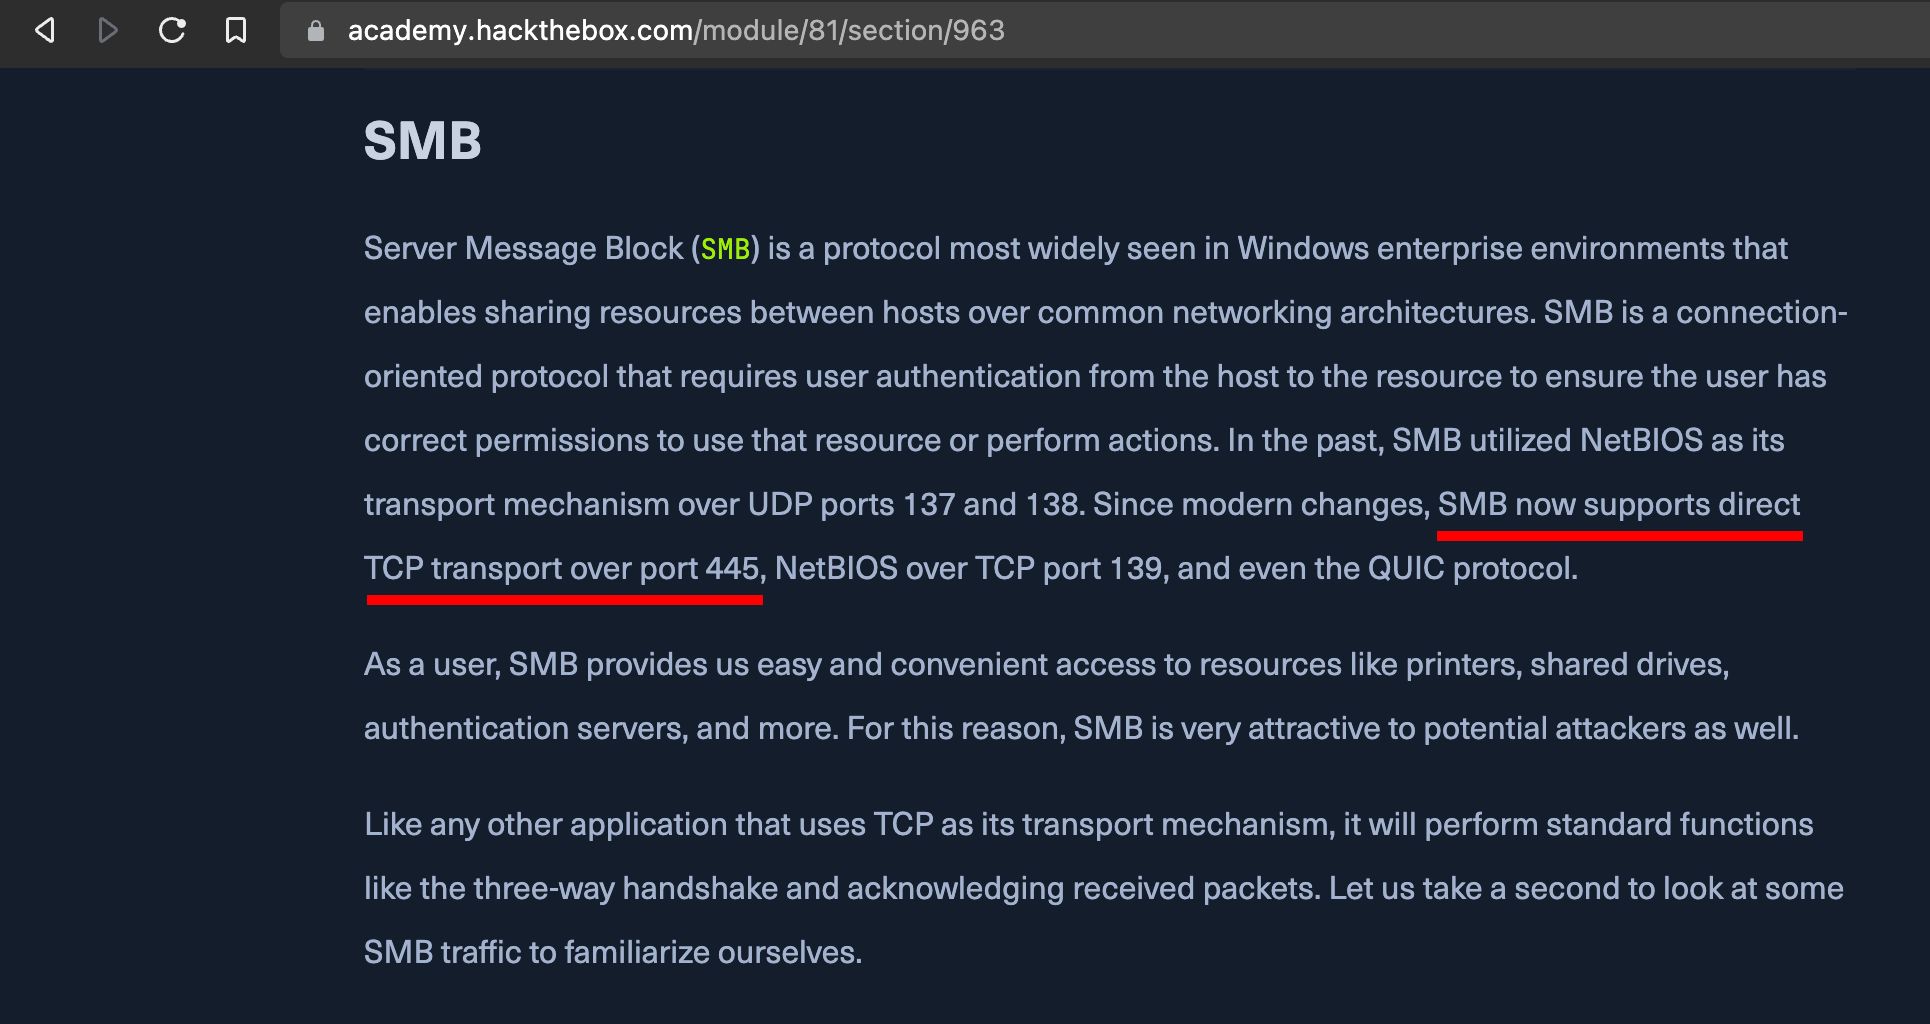 academy.hackthebox.com/module/81/section/963
SMB
Server Message Block (SMB) is a protocol most widely seen in Windows enterprise environments that
enables sharing resources between hosts over common networking architectures. SMB is a connection-
oriented protocol that requires user authentication from the host to the resource to ensure the user has
correct permissions to use that resource or perform actions. In the past, SMB utilized NetBIOS as its
transport mechanism over UDP ports 137 and 138. Since modern changes, SMB now supports direct
TCP transport over port 445, NetBIOS over TCP port 139, and even the QUIC protocol.
As a user, SMB provides us easy and convenient access to resources like printers, shared drives,
authentication servers, and more. For this reason, SMB is very attractive to potential attackers as well.
Like any other application that uses TCP as its transport mechanism, it will perform standard functions
like the three-way handshake and acknowledging received packets. Let us take a second to look at some
SMB traffic to familiarize ourselves.